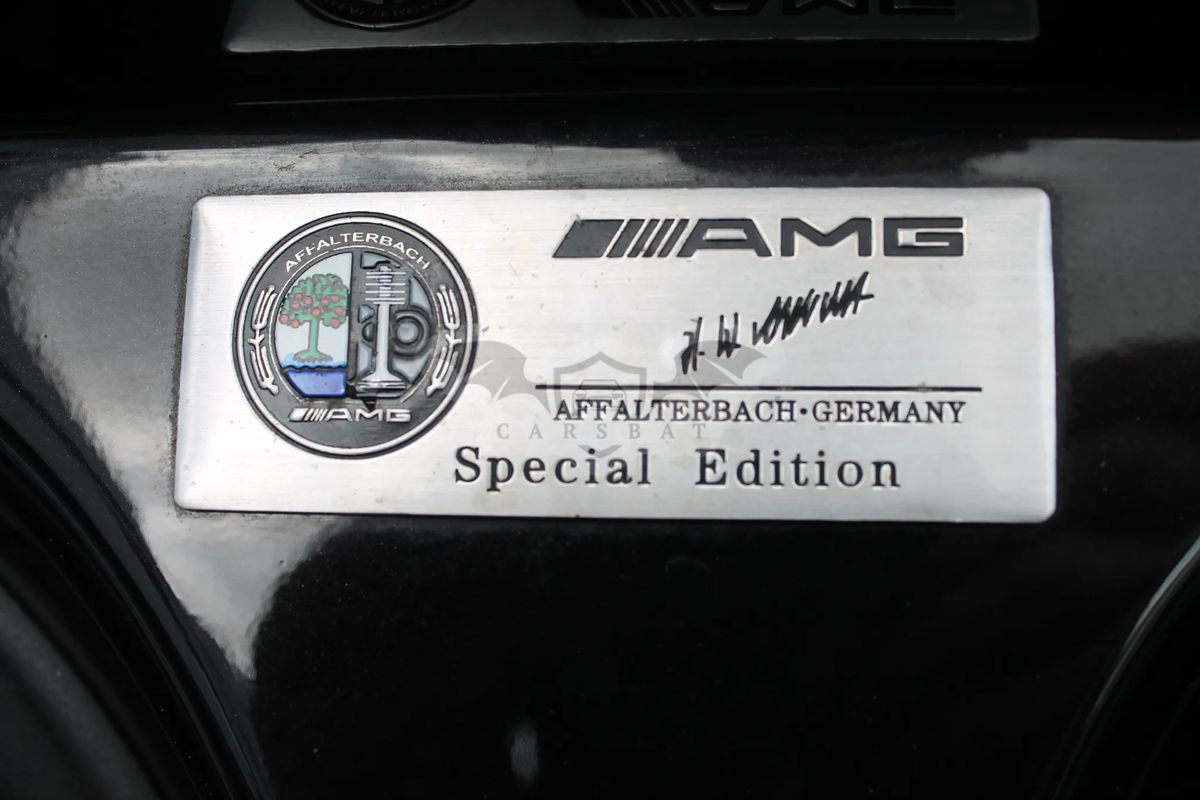 AFFALTERBACH
AMG
AMG
AFFALTERBACH•GERMANY
CARSBAT
Special Edition